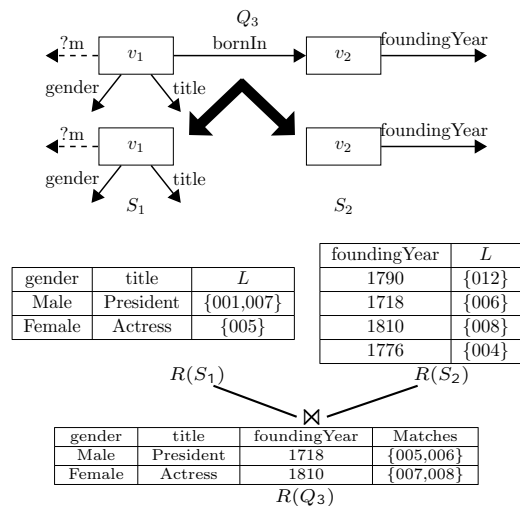 Q3
?m v1 bornIn v2 foundingYear
gender title
?m v1 v2 foundingYear
gender title
S1 S2
gender title L
Male President {001,007}
Female Actress {005}
foundingYear L
1790 {012}
1718 {006}
1810 {008}
1776 {004}
R(S1) R(S2)
⋈
gender title foundingYear Matches
Male President 1718 {005,006}
Female Actress 1810 {007,008}
R(Q3)